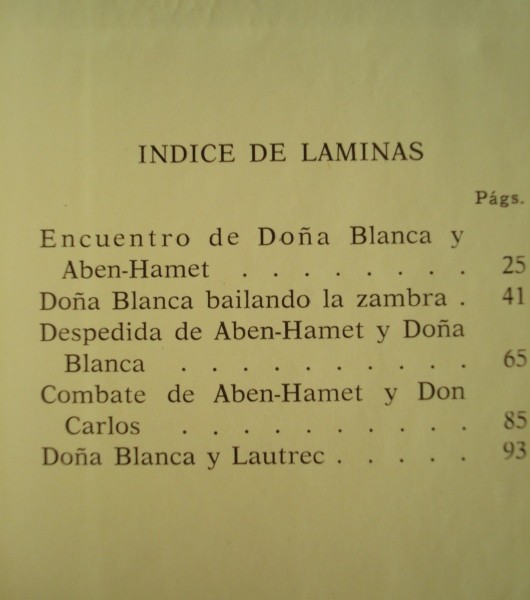 INDICE DE LAMINAS
Págs.
Encuentro de Doña Blanca y
Aben-Hamet . . . . . . . . 25
Doña Blanca bailando la zambra . 41
Despedida de Aben-Hamet y Doña
Blanca . . . . . . . . . . 65
Combate de Aben-Hamet y Don
Carlos . . . . . . . . . . 85
Doña Blanca y Lautrec . . . . . 93